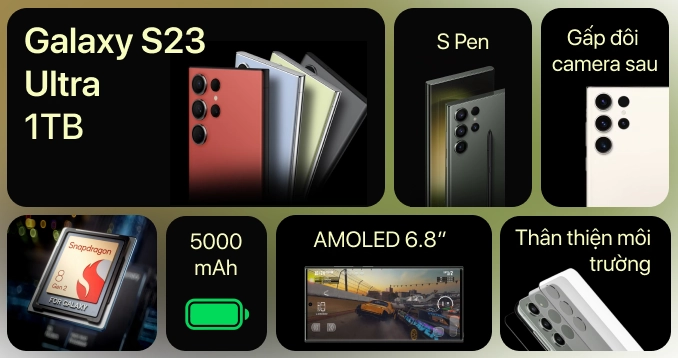 Galaxy S23
Ultra
1TB
S Pen
Gấp đôi
camera sau
Snapdragon
8
Gen 2
FOR GALAXY
5000
mAh
AMOLED 6.8”
Thân thiện môi
trường